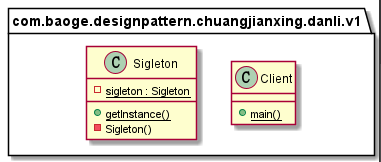 com.baoge.designpattern.chuangjianxing.danli.v1
C Sigleton
sigleton : Sigleton
getInstance()
Sigleton()
C Client
main()